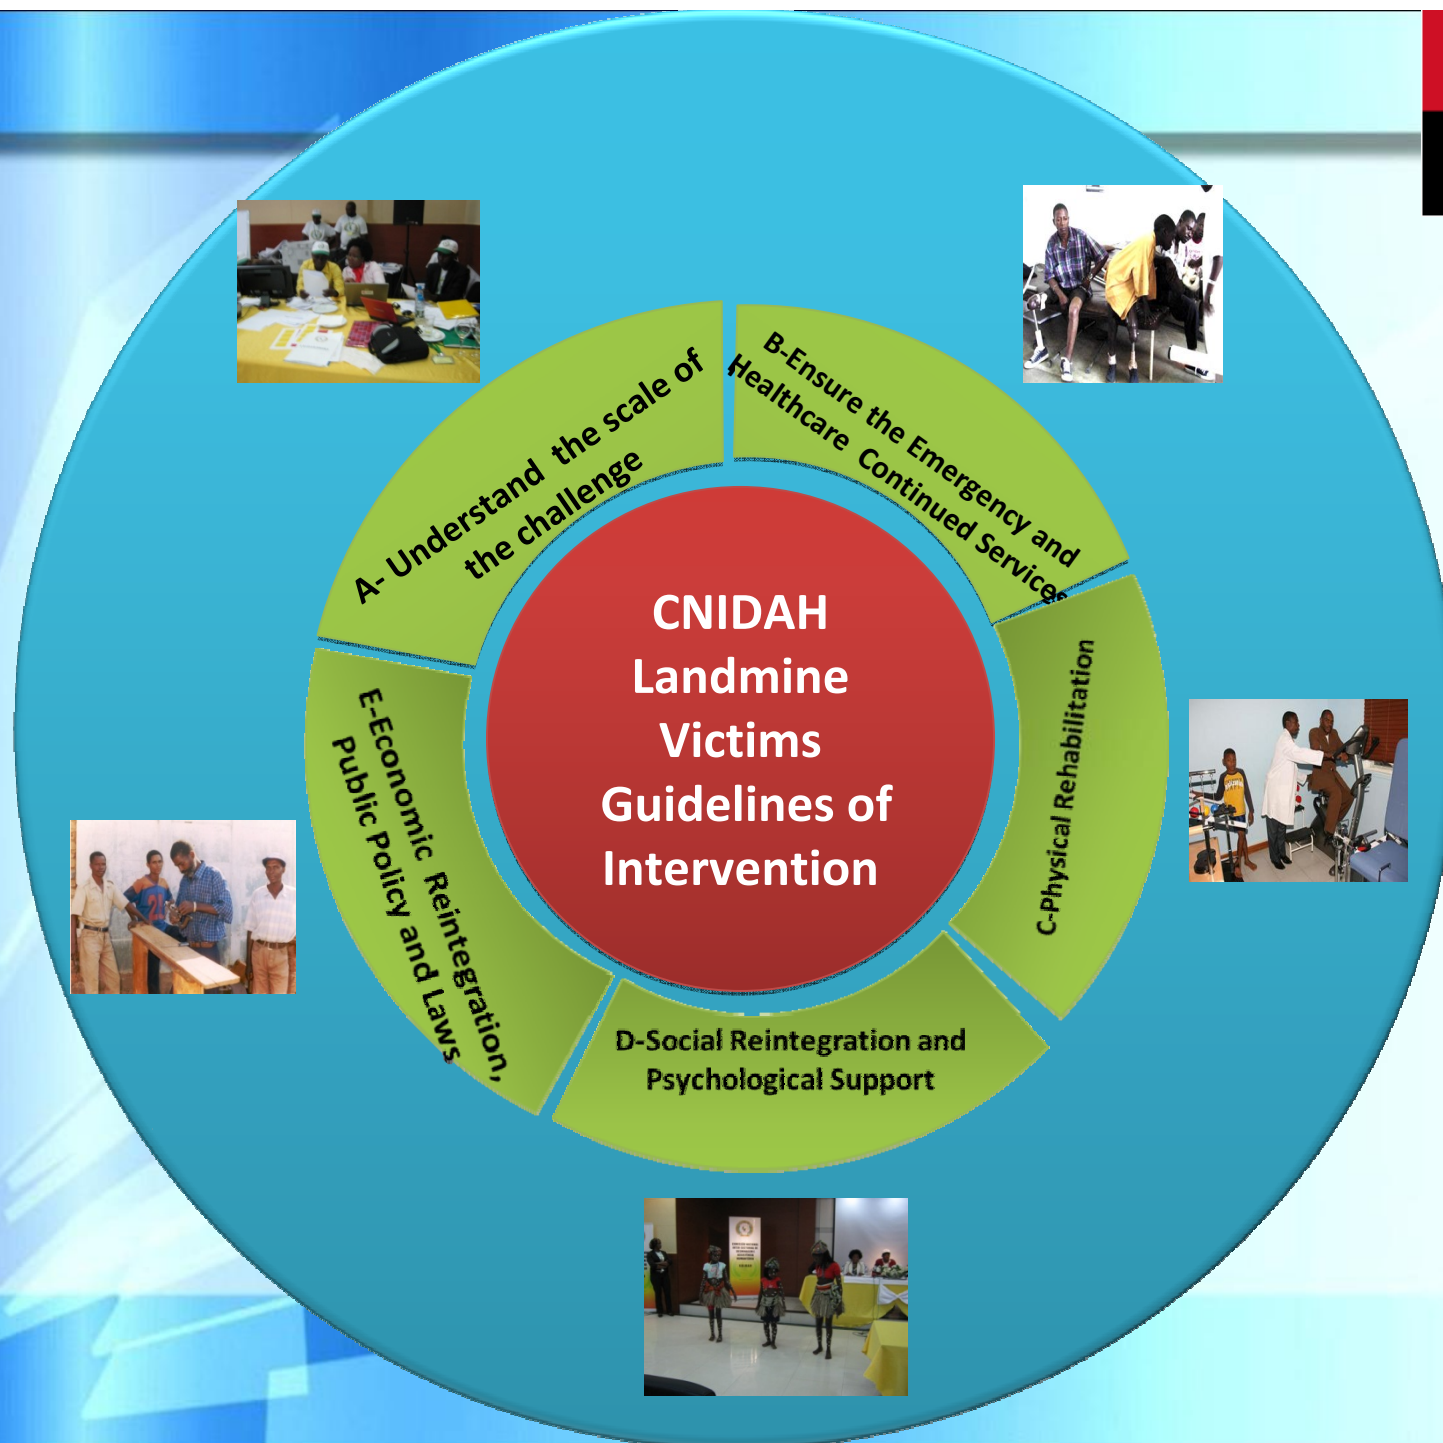 A- Understand the scale of
the challenge
B-Ensure the Emergency and
Healthcare Continued Services
C-Physical Rehabilitation
D-Social Reintegration and
Psychological Support
E-Economic Reintegration,
Public Policy and Laws
CNIDAH
Landmine
Victims
Guidelines of
Intervention